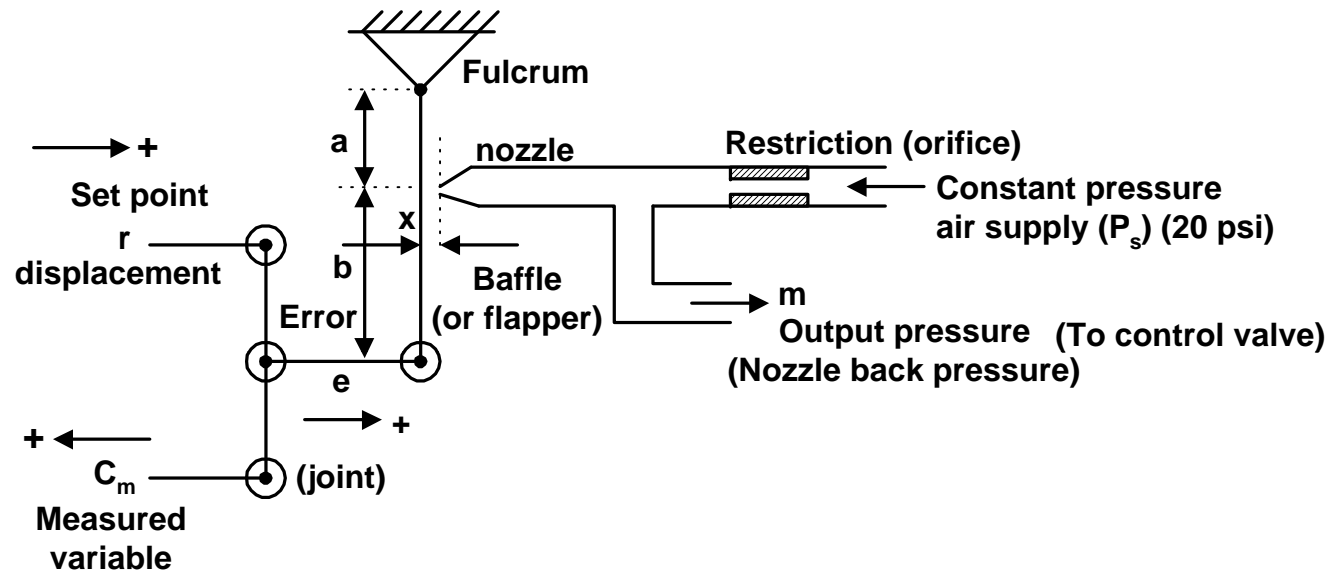 Fulcrum
a
+
nozzle
Restriction (orifice)
Set point
r
displacement
x
b
Constant pressure
air supply (Ps) (20 psi)
Baffle
(or flapper)
Error
m
Output pressure (To control valve)
(Nozzle back pressure)
e
+
+
Cm
(joint)
Measured
variable